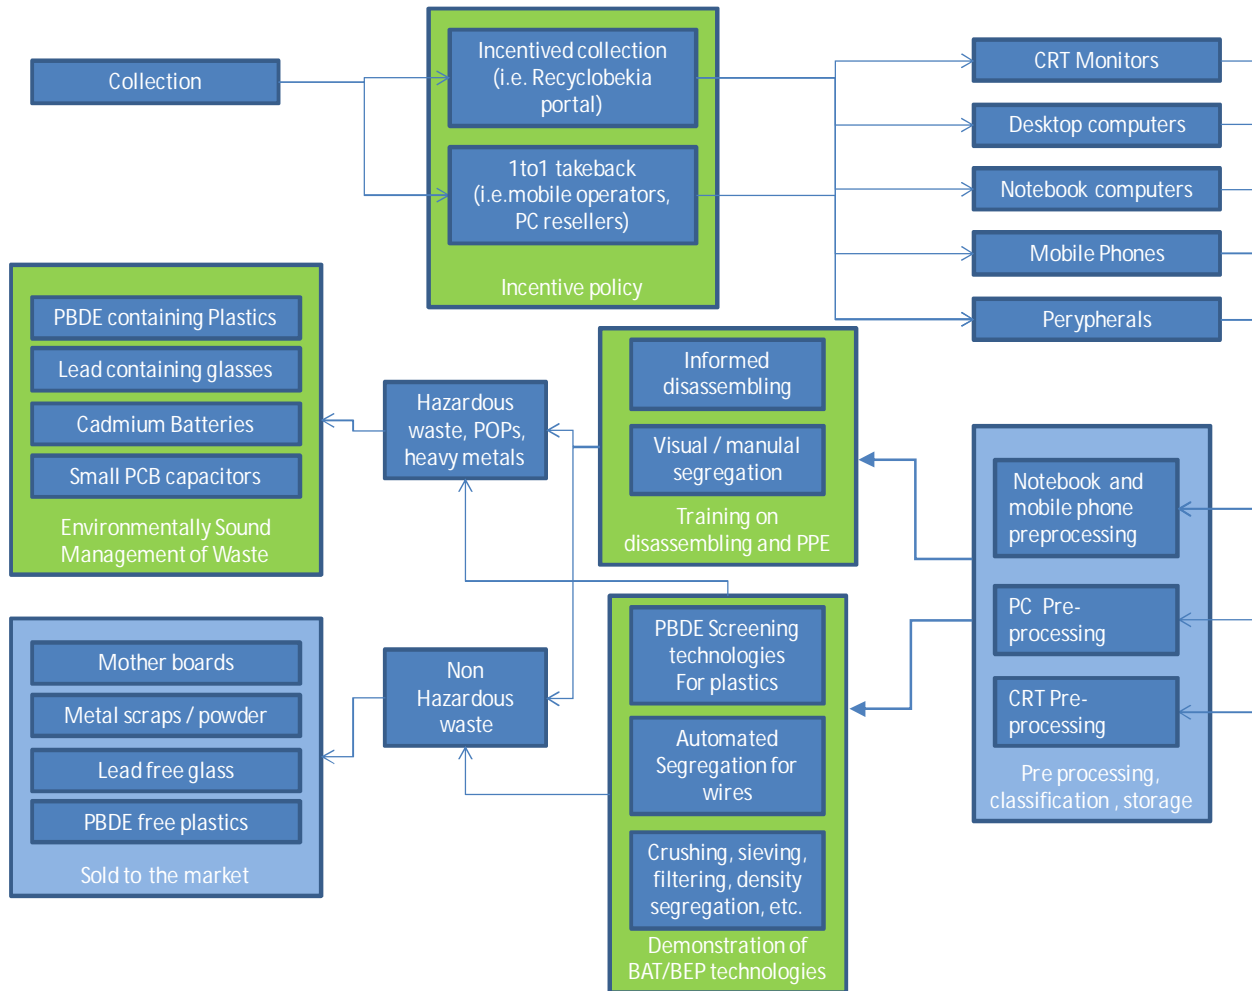 Collection
Incentived collection
(i.e. Recyclobekia
portal)
1to1 takeback
(i.e.mobile operators,
PC resellers)
Incentive policy
CRT Monitors
Desktop computers
Notebook computers
Mobile Phones
Perypherals
PBDE containing Plastics
Lead containing glasses
Cadmium Batteries
Small PCB capacitors
Environmentally Sound
Management of Waste
Hazardous
waste, POPs,
heavy metals
Informed
disassembling
Visual / manulal
segregation
Training on
disassembling and PPE
Notebook and
mobile phone
preprocessing
PC Pre-
processing
CRT Pre-
processing
Pre processing,
classification , storage
Mother boards
Metal scraps / powder
Lead free glass
PBDE free plastics
Sold to the market
Non
Hazardous
waste
PBDE Screening
technologies
For plastics
Automated
Segregation for
wires
Crushing, sieving,
filtering, density
segregation, etc.
Demonstration of
BAT/BEP technologies